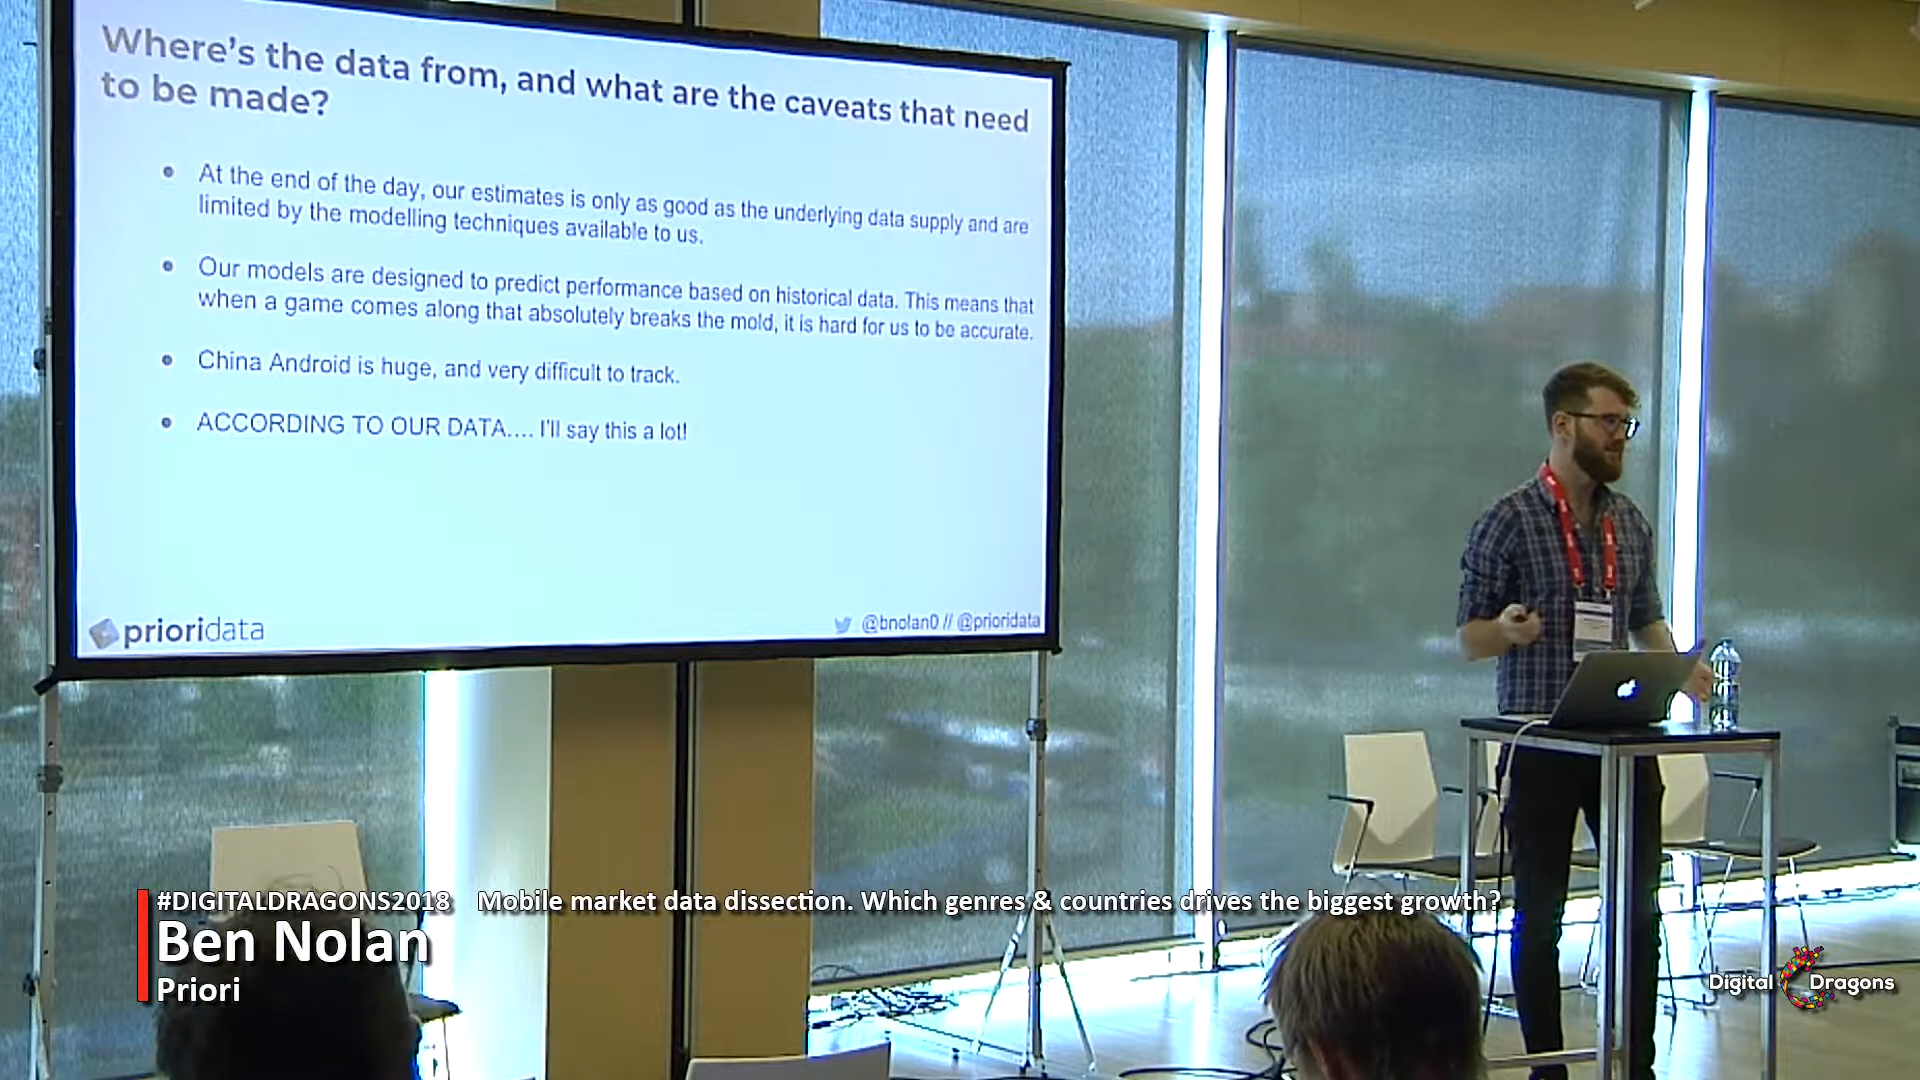 Where's the data from, and what are the caveats that need
to be made?
At the end of the day, our estimates is only as good as the underlying data supply and are
limited by the modelling techniques available to us.
Our models are designed to predict performance based on historical data. This means that
when a game comes along that absolutely breaks the mold, it is hard for us to be accurate.
China Android is huge, and very difficult to track.
ACCORDING TO OUR DATA.... I'll say this a lot!
prioridata
@bnolan0 // @prioridata
#DIGITALDRAGONS2018 Mobile market data dissection. Which genres & countries drives the biggest growth?
Ben Nolan
Priori
Digital Dragons